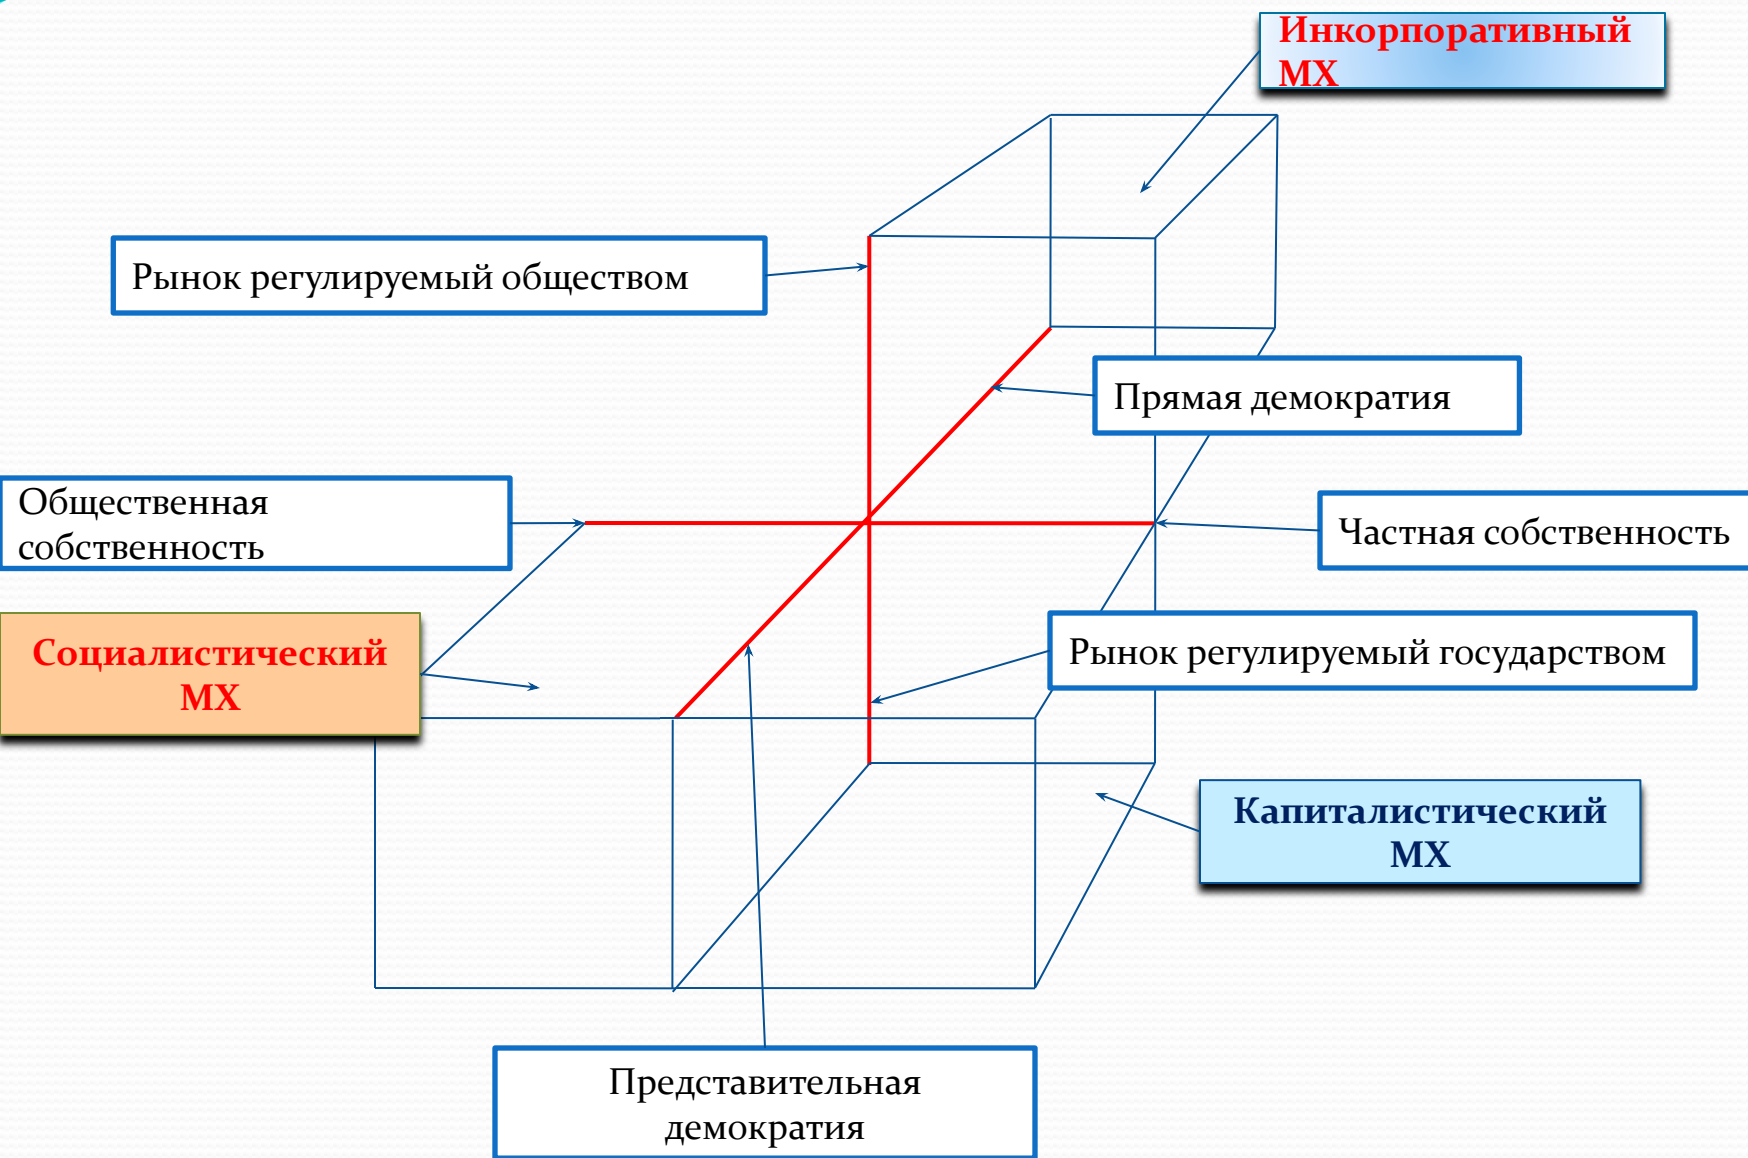 Инкорпоративный
МХ
Рынок регулируемый обществом
Прямая демократия
Общественная
собственность
Частная собственность
Социалистический
МХ
Рынок регулируемый государством
Капиталистический
МХ
Представительная
демократия